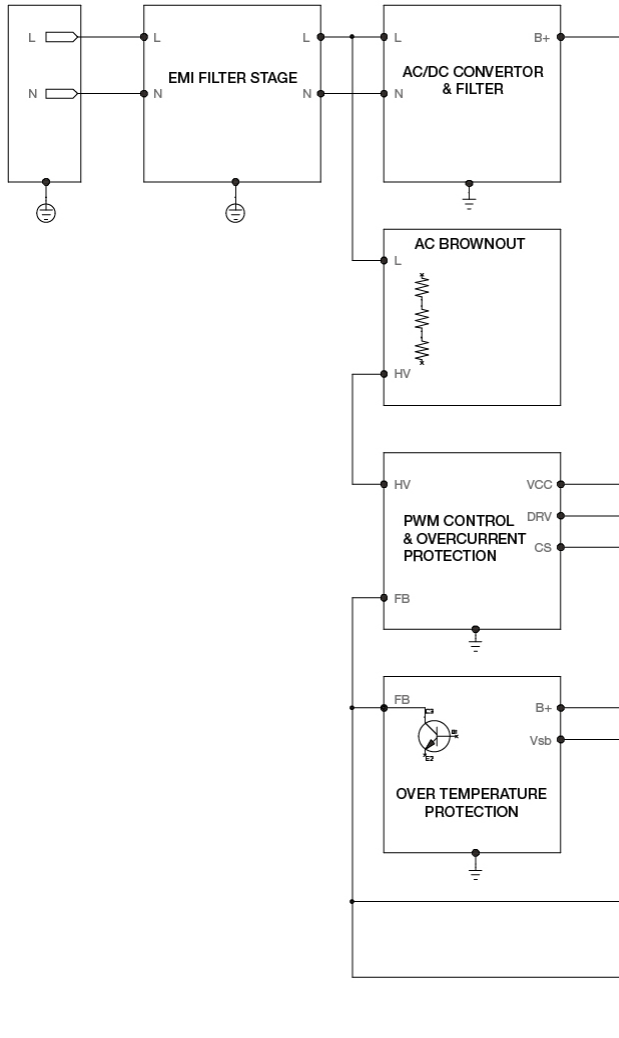 L
N
L
N
EMI FILTER STAGE
L
N
L
N
AC/DC CONVERTOR
& FILTER
B+
AC BROWNOUT
L
HV
HV
VCC
DRV
CS
PWM CONTROL
& OVERCURRENT
PROTECTION
FB
FB
B+
Vsb
E2
OVER TEMPERATURE
PROTECTION